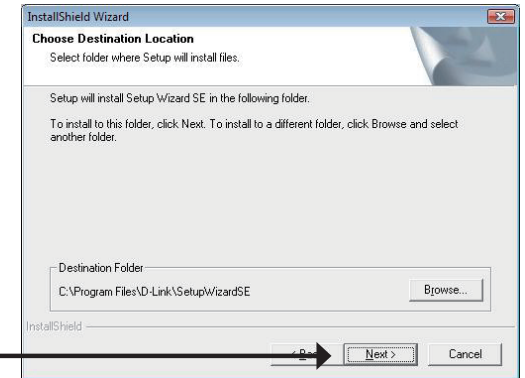 InstallShield Wizard
Choose Destination Location
Select folder where Setup will install files.
Setup will install Setup Wizard SE in the following folder.
To install to this folder, click Next. To install to a different folder, click Browse and select
another folder.
Destination Folder
C:\Program Files\D-Link\SetupWizardSE
Browse...
InstallShield
Next >
Cancel